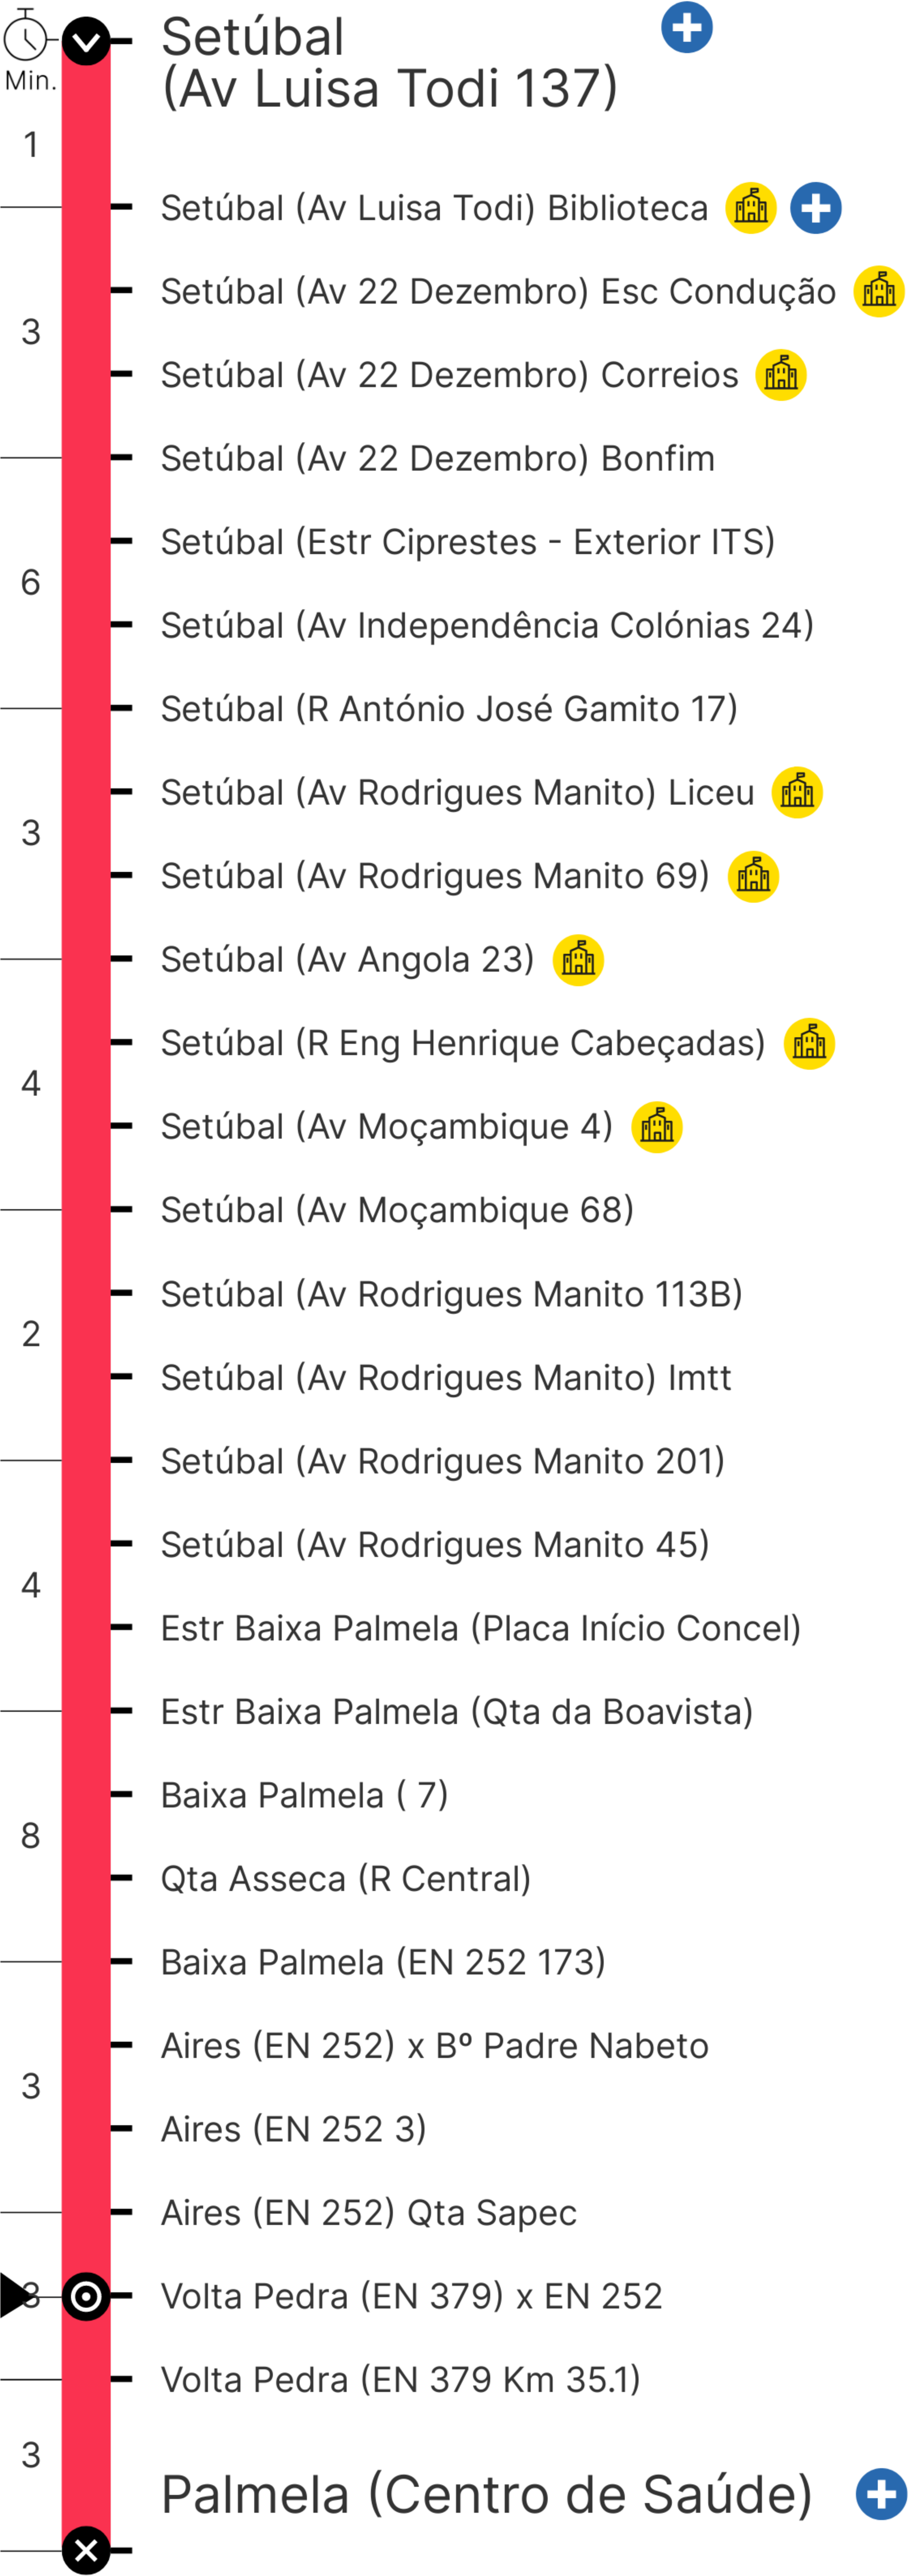 Setúbal
(Av Luisa Todi 137)
Min.
1
Setúbal (Av Luisa Todi) Biblioteca
Setúbal (Av 22 Dezembro) Esc Condução
3
Setúbal (Av 22 Dezembro) Correios
Setúbal (Av 22 Dezembro) Bonfim
Setúbal (Estr Ciprestes - Exterior ITS)
6
Setúbal (Av Independência Colónias 24)
Setúbal (R António José Gamito 17)
Setúbal (Av Rodrigues Manito) Liceu
3
Setúbal (Av Rodrigues Manito 69)
Setúbal (Av Angola 23)
Setúbal (R Eng Henrique Cabeçadas)
4
Setúbal (Av Moçambique 4)
Setúbal (Av Moçambique 68)
Setúbal (Av Rodrigues Manito 113B)
2
Setúbal (Av Rodrigues Manito) Imtt
Setúbal (Av Rodrigues Manito 201)
Setúbal (Av Rodrigues Manito 45)
4
Estr Baixa Palmela (Placa Início Concel)
Estr Baixa Palmela (Qta da Boavista)
Baixa Palmela ( 7)
8
Qta Asseca (R Central)
Baixa Palmela (EN 252 173)
Aires (EN 252) x Bº Padre Nabeto
3
Aires (EN 252 3)
Aires (EN 252) Qta Sapec
Volta Pedra (EN 379) x EN 252
Volta Pedra (EN 379 Km 35.1)
3
Palmela (Centro de Saúde)